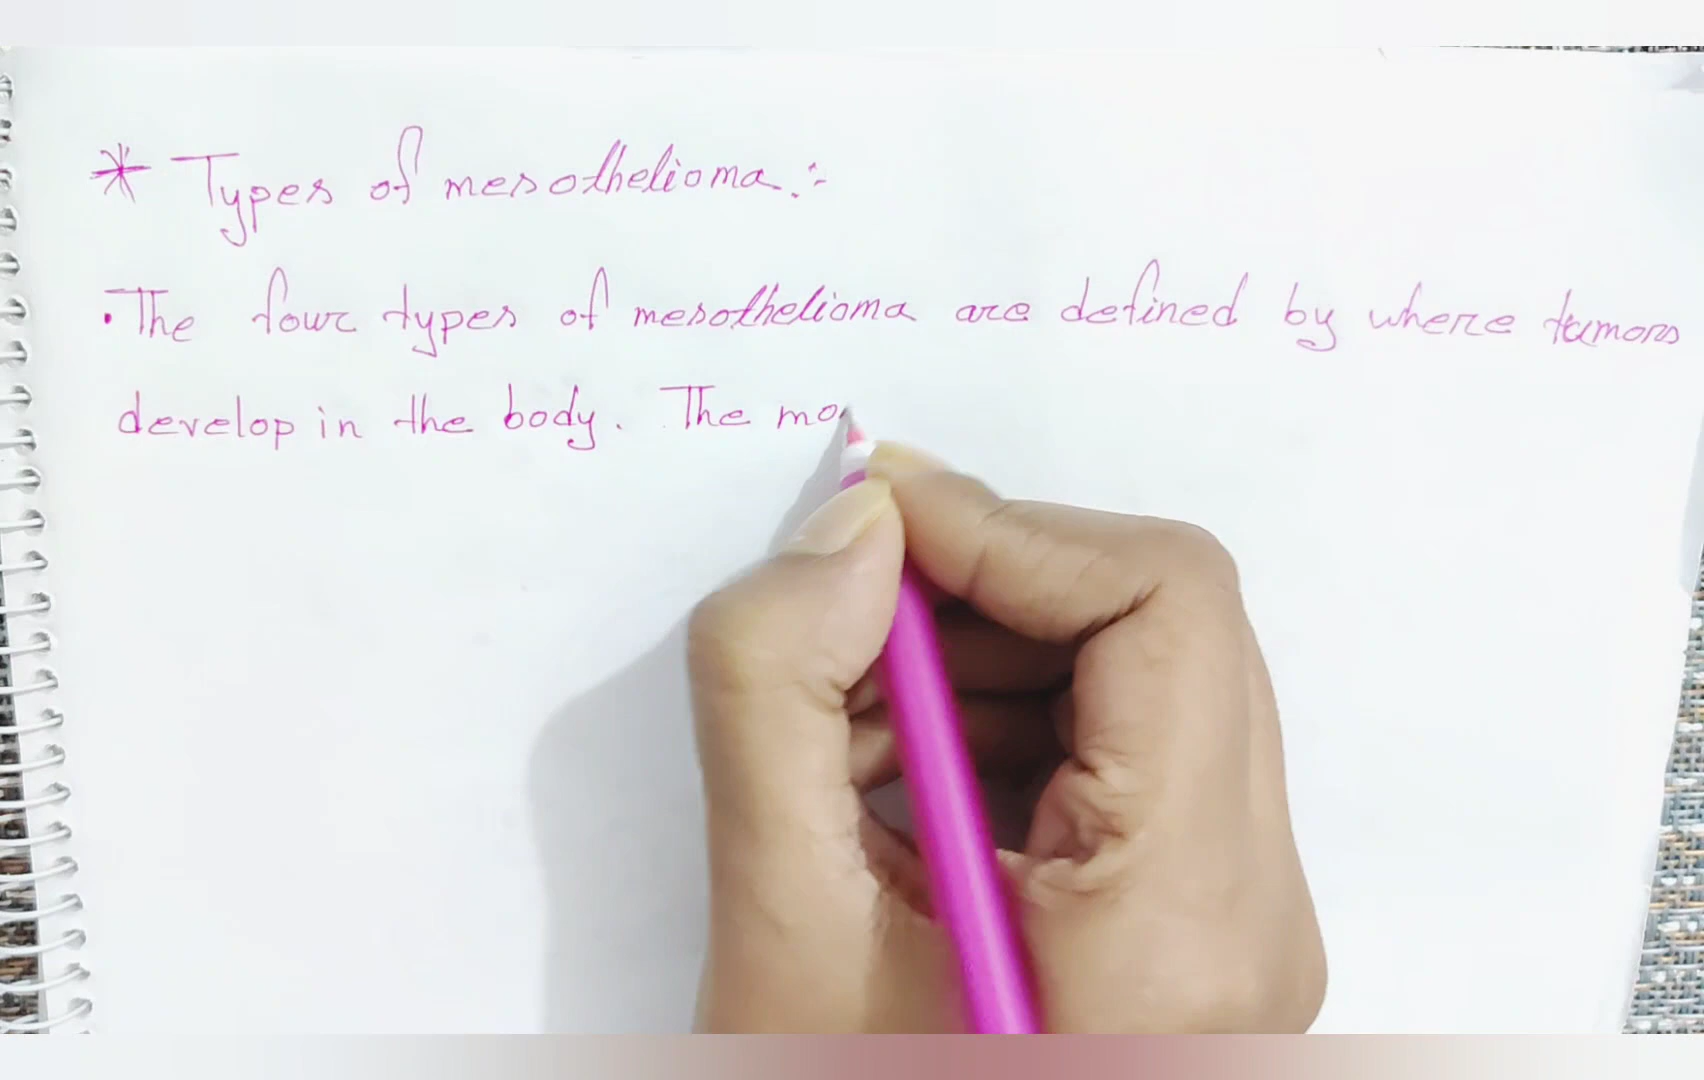 * Types of mesothelioma :-
• The four types of mesothelioma are defined by where tumors
develop in the body. The mo